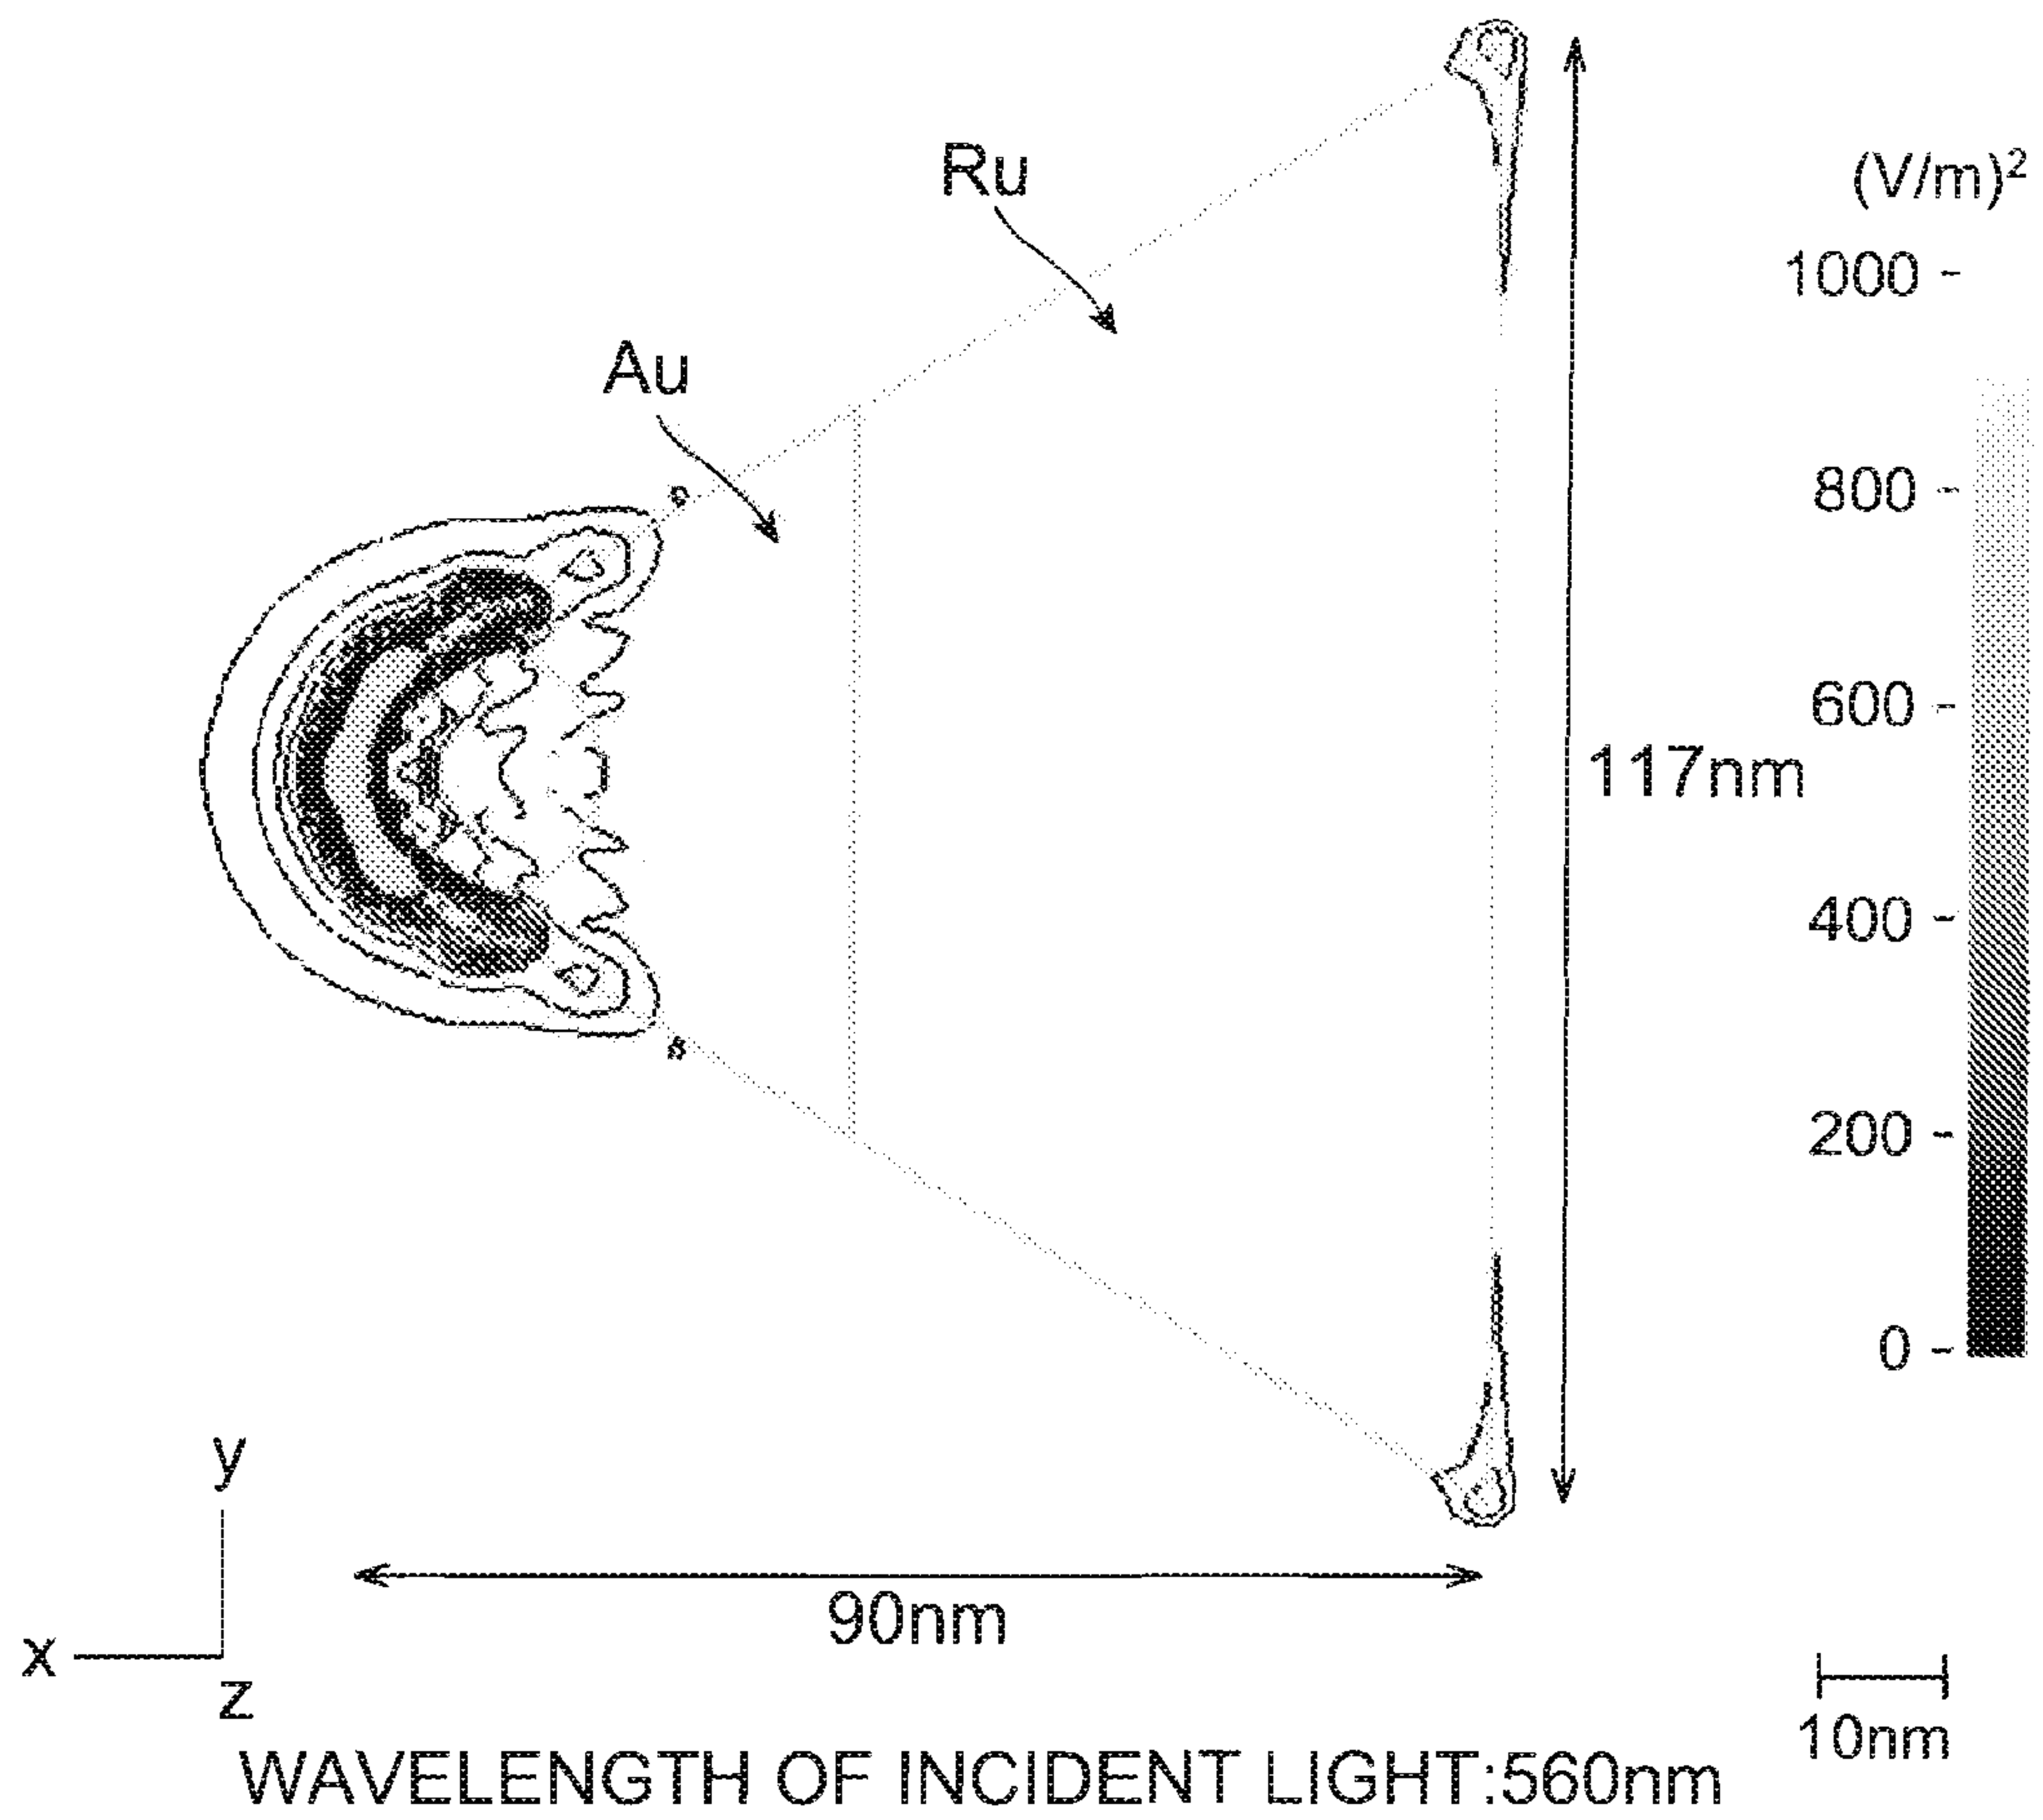 Ru
(V/m)²
1000
Au
800
600
117nm
400
200
0
y
90nm
x
z
10nm
WAVELENGTH OF INCIDENT LIGHT:560nm